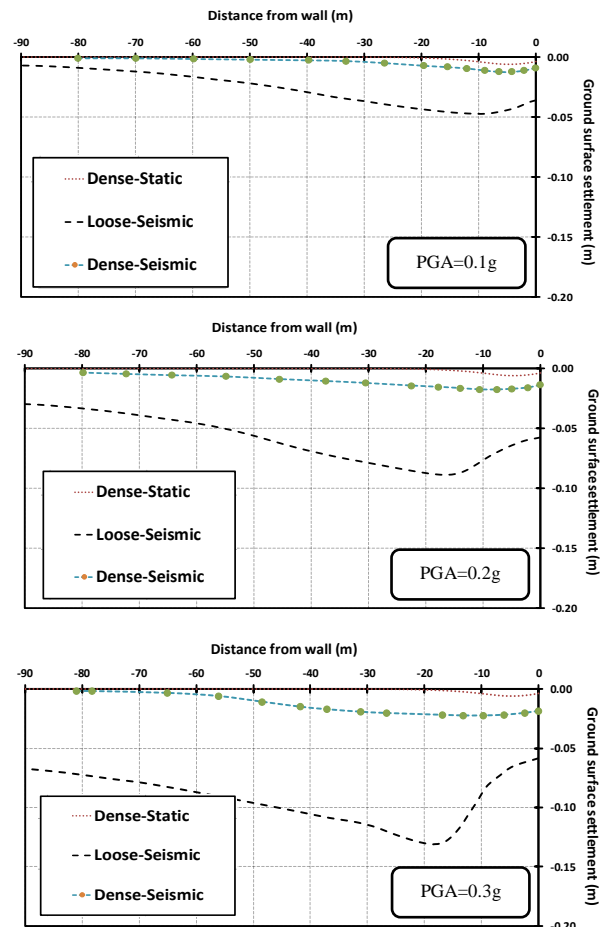 Distance from wall (m)
-90 -80 -70 -60 -50 -40 -30 -20 -10 0
0.00
-0.05
-0.10
-0.15
-0.20
Ground surface settlement (m)
Dense-Static
Loose-Seismic
Dense-Seismic
PGA=0.1g
Distance from wall (m)
-90 -80 -70 -60 -50 -40 -30 -20 -10 0
0.00
-0.05
-0.10
-0.15
-0.20
Ground surface settlement (m)
Dense-Static
Loose-Seismic
Dense-Seismic
PGA=0.2g
Distance from wall (m)
-90 -80 -70 -60 -50 -40 -30 -20 -10 0
0.00
-0.05
-0.10
-0.15
-0.20
Ground surface settlement (m)
Dense-Static
Loose-Seismic
Dense-Seismic
PGA=0.3g